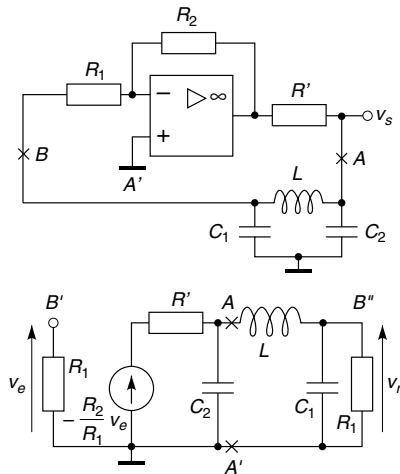 R₂
R₁
R'
− ▷ ∞
+
vₛ
B
A'
A
L
C₁
C₂
B'
R'
A
B"
L
vₑ
R₁
− R₂/R₁ vₑ
C₂
C₁
R₁
vᵣ
A'